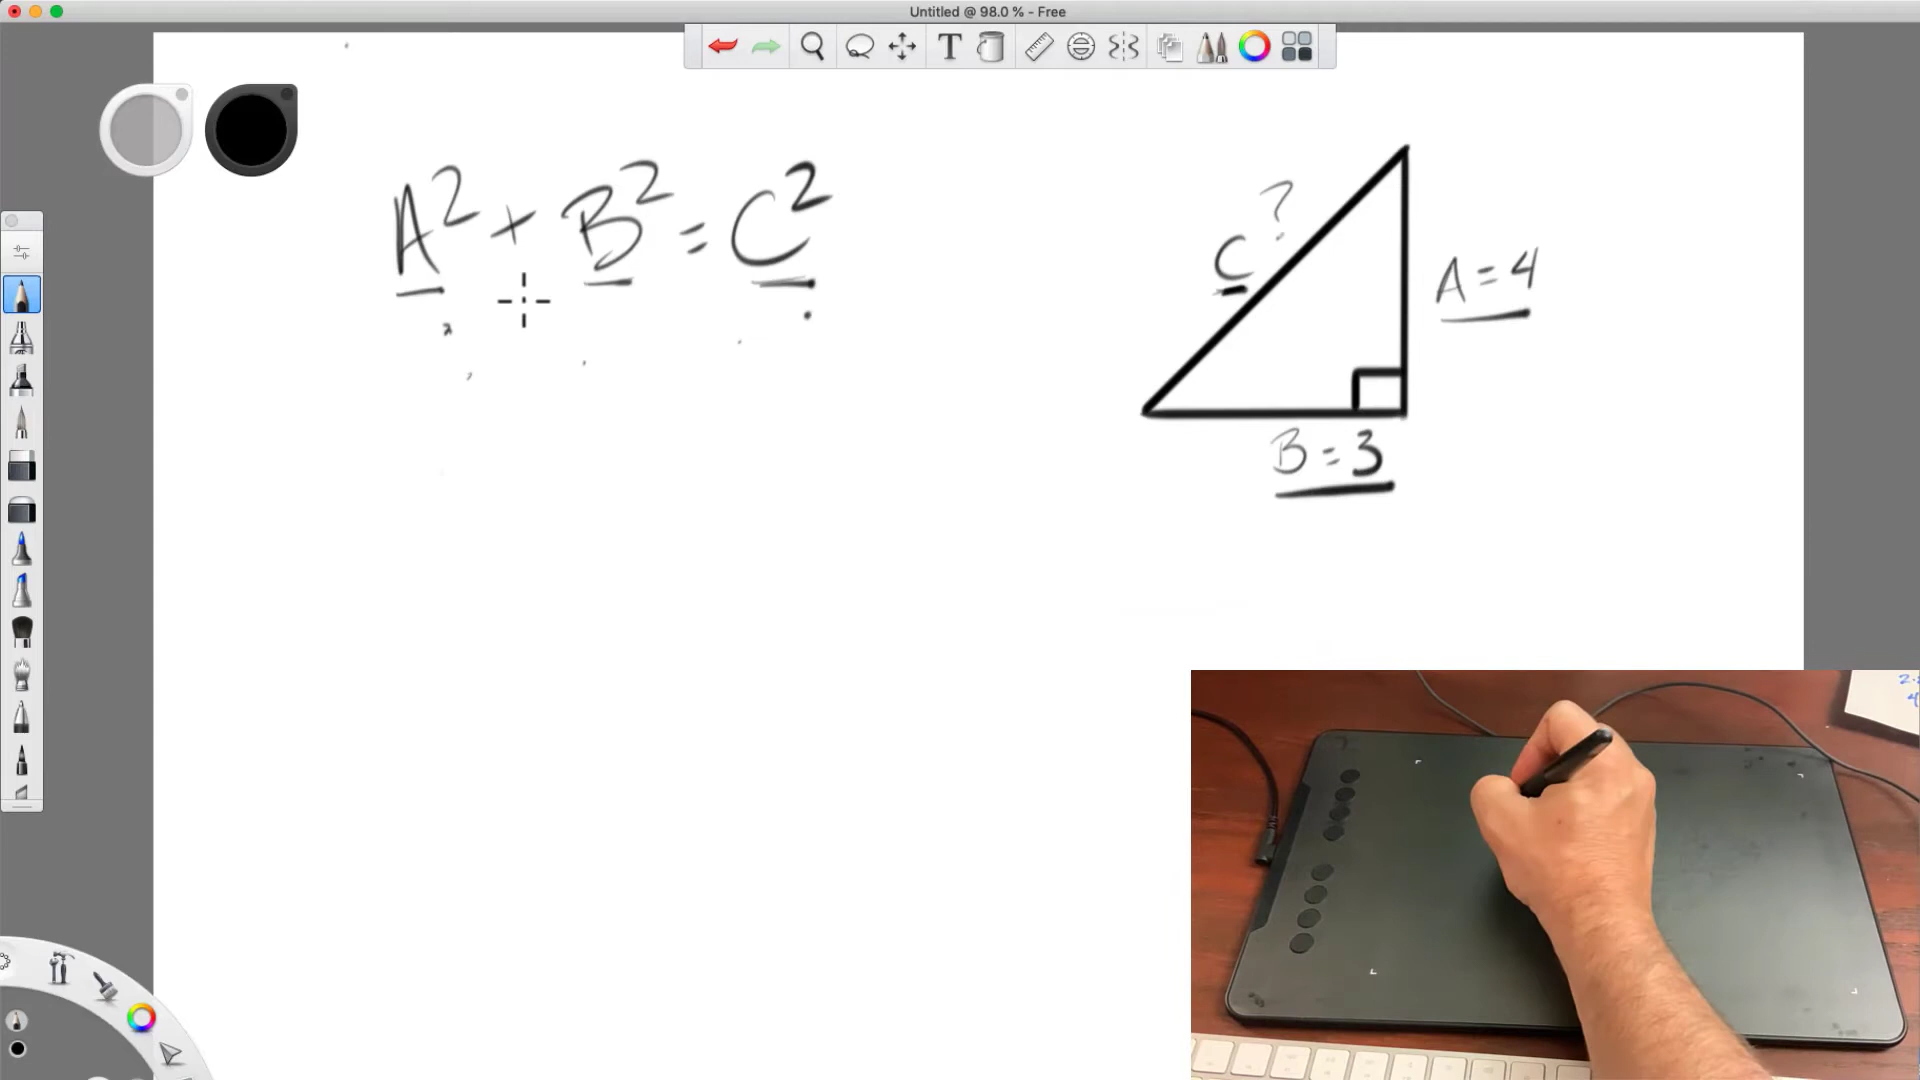 Untitled @ 98.0 % - Free
T
A² + B² = C²
?
C
A = 4
B = 3